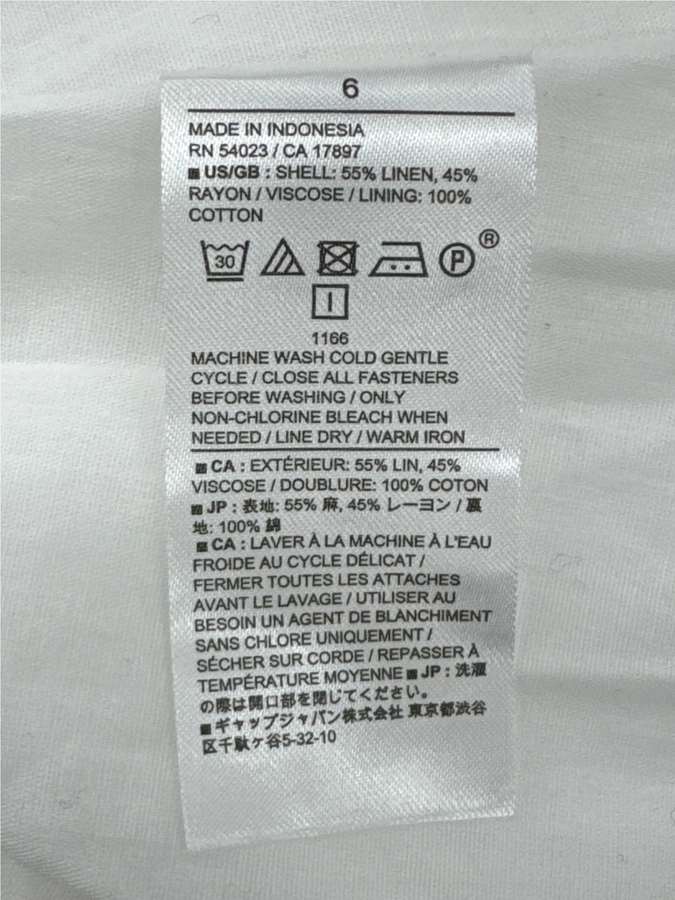 6
MADE IN INDONESIA
RN 54023 / CA 17897
■ US/GB : SHELL: 55% LINEN, 45%
RAYON / VISCOSE / LINING: 100%
COTTON
30 P ®
1166
MACHINE WASH COLD GENTLE
CYCLE / CLOSE ALL FASTENERS
BEFORE WASHING / ONLY
NON-CHLORINE BLEACH WHEN
NEEDED / LINE DRY / WARM IRON
■ CA : EXTÉRIEUR: 55% LIN, 45%
VISCOSE / DOUBLURE: 100% COTON
■ JP : 表地: 55% 麻, 45% レーヨン / 裏
地: 100% 綿
■ CA : LAVER À LA MACHINE À L'EAU
FROIDE AU CYCLE DÉLICAT /
FERMER TOUTES LES ATTACHES
AVANT LE LAVAGE / UTILISER AU
BESOIN UN AGENT DE BLANCHIMENT
SANS CHLORE UNIQUEMENT /
SÉCHER SUR CORDE / REPASSER À
TEMPÉRATURE MOYENNE ■ JP : 洗濯
の際は開口部を閉じてください。
■ ギャップジャパン株式会社 東京都渋谷
区千駄ヶ谷5-32-10